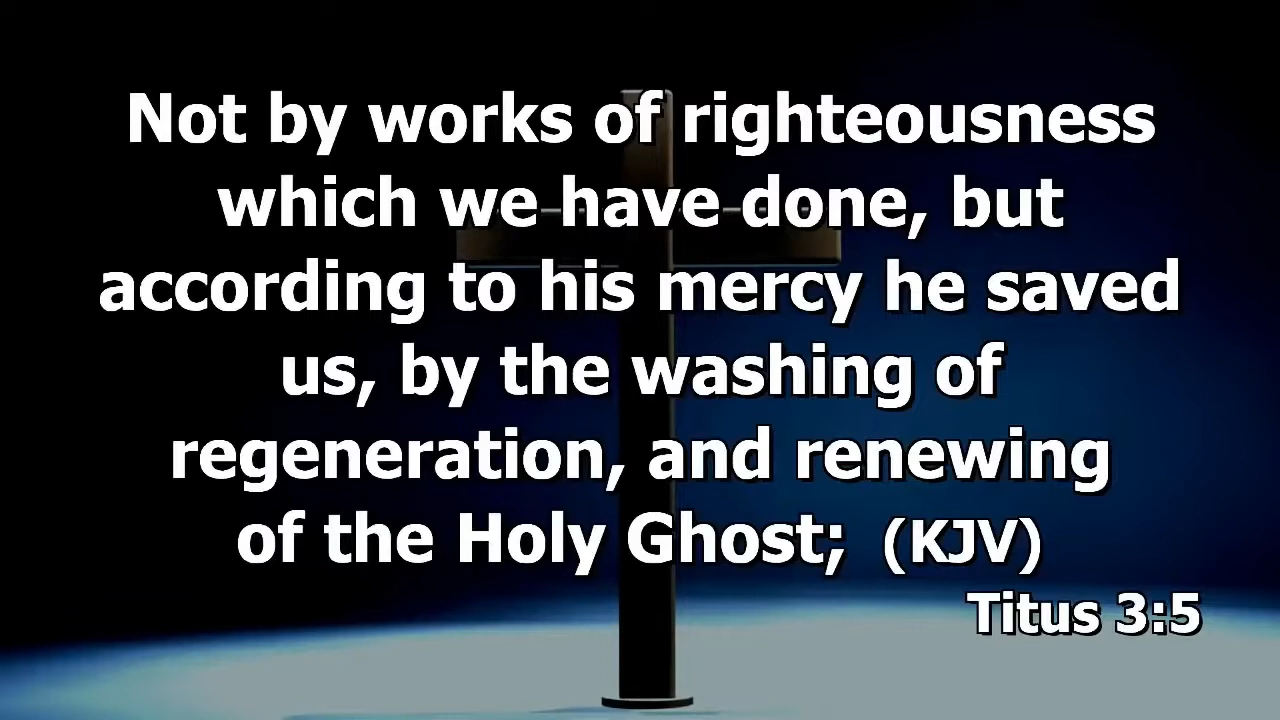 Not by works of righteousness
which we have done, but
according to his mercy he saved
us, by the washing of
regeneration, and renewing
of the Holy Ghost; (KJV)
Titus 3:5